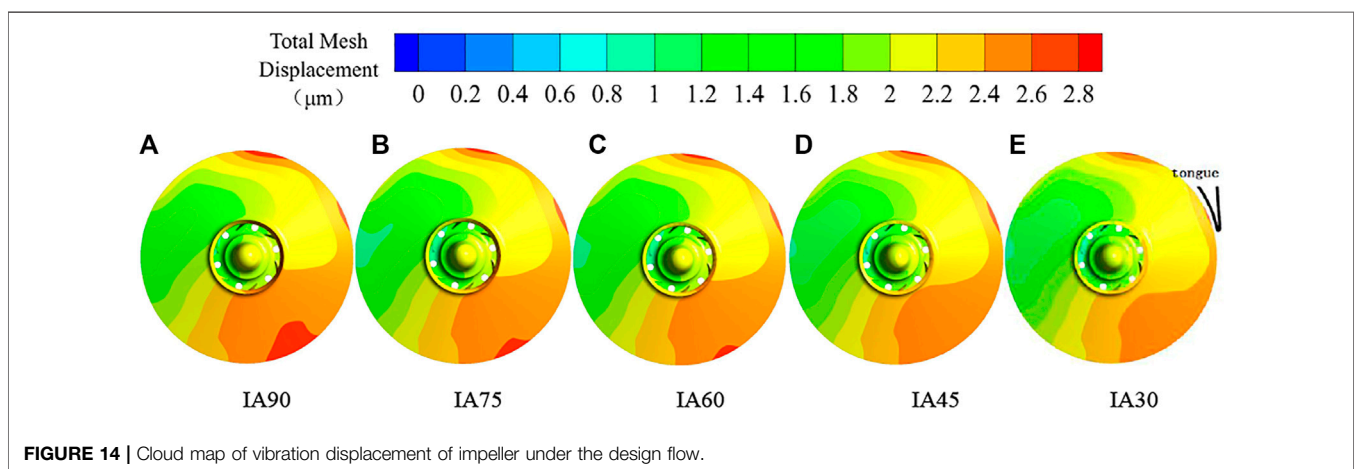 Total Mesh
Displacement
（μm）
0 0.2 0.4 0.6 0.8 1 1.2 1.4 1.6 1.8 2 2.2 2.4 2.6 2.8
A B C D E
tongue
IA90 IA75 IA60 IA45 IA30
FIGURE 14 | Cloud map of vibration displacement of impeller under the design flow.